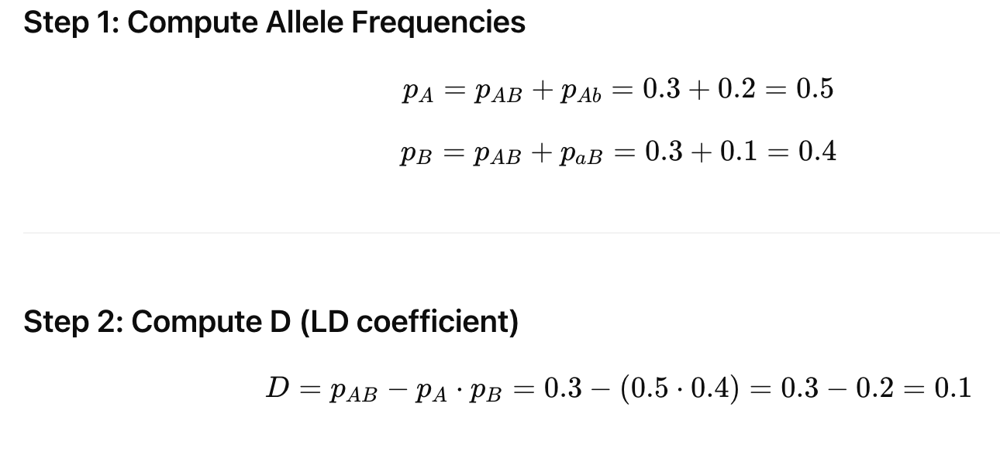 Step 1: Compute Allele Frequencies
p_A = p_{AB} + p_{Ab} = 0.3 + 0.2 = 0.5
p_B = p_{AB} + p_{aB} = 0.3 + 0.1 = 0.4
Step 2: Compute D (LD coefficient)
D = p_{AB} − p_A · p_B = 0.3 − (0.5 · 0.4) = 0.3 − 0.2 = 0.1